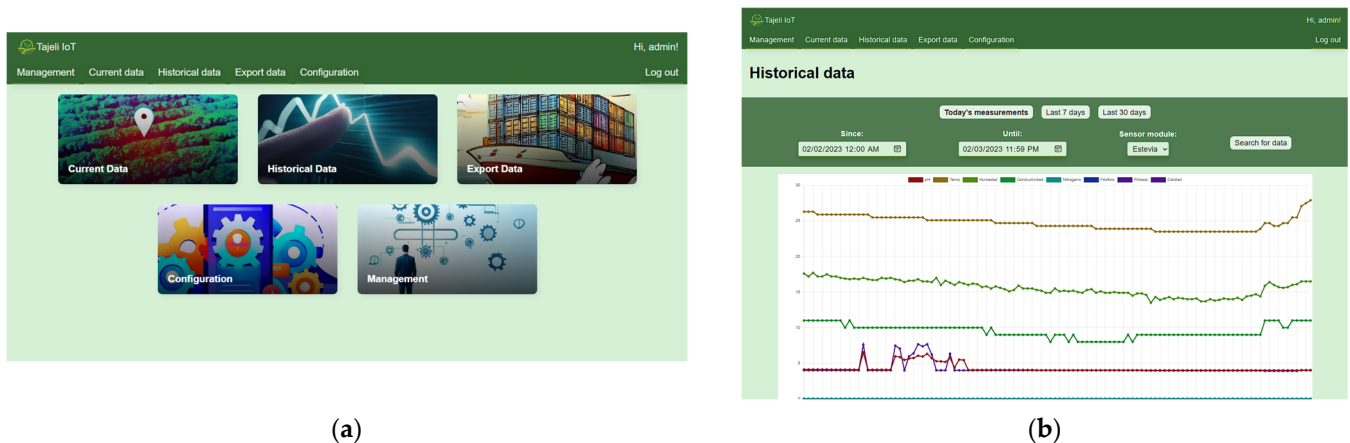 Tajeli IoT
Hi, admin!
Management Current data Historical data Export data Configuration
Log out
Current Data
Historical Data
Export Data
Configuration
Management
(a)
Tajeli IoT
Hi, admin!
Management Current data Historical data Export data Configuration
Log out
Historical data
Today's measurements Last 7 days Last 30 days
Since: Until: Sensor module:
02/02/2023 12:00 AM 02/03/2023 11:59 PM Estevia Search for data
pH Temp Humedad Conductividad Nitrogeno Fósforo Potasio Calidad
30
25
20
15
10
5
0
(b)